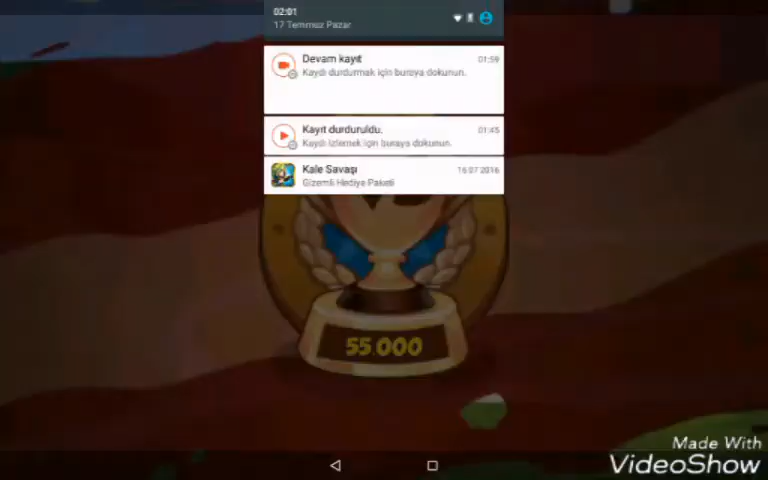 02:01
17 Temmuz Pazar
Devam kayıt 01:59
Kaydı durdurmak için buraya dokunun.
Kayıt durduruldu. 01:45
Kaydı izlemek için buraya dokunun.
Kale Savaşı 16.07.2016
Gizemli Hediye Paketi
55.000
Made With
VideoShow